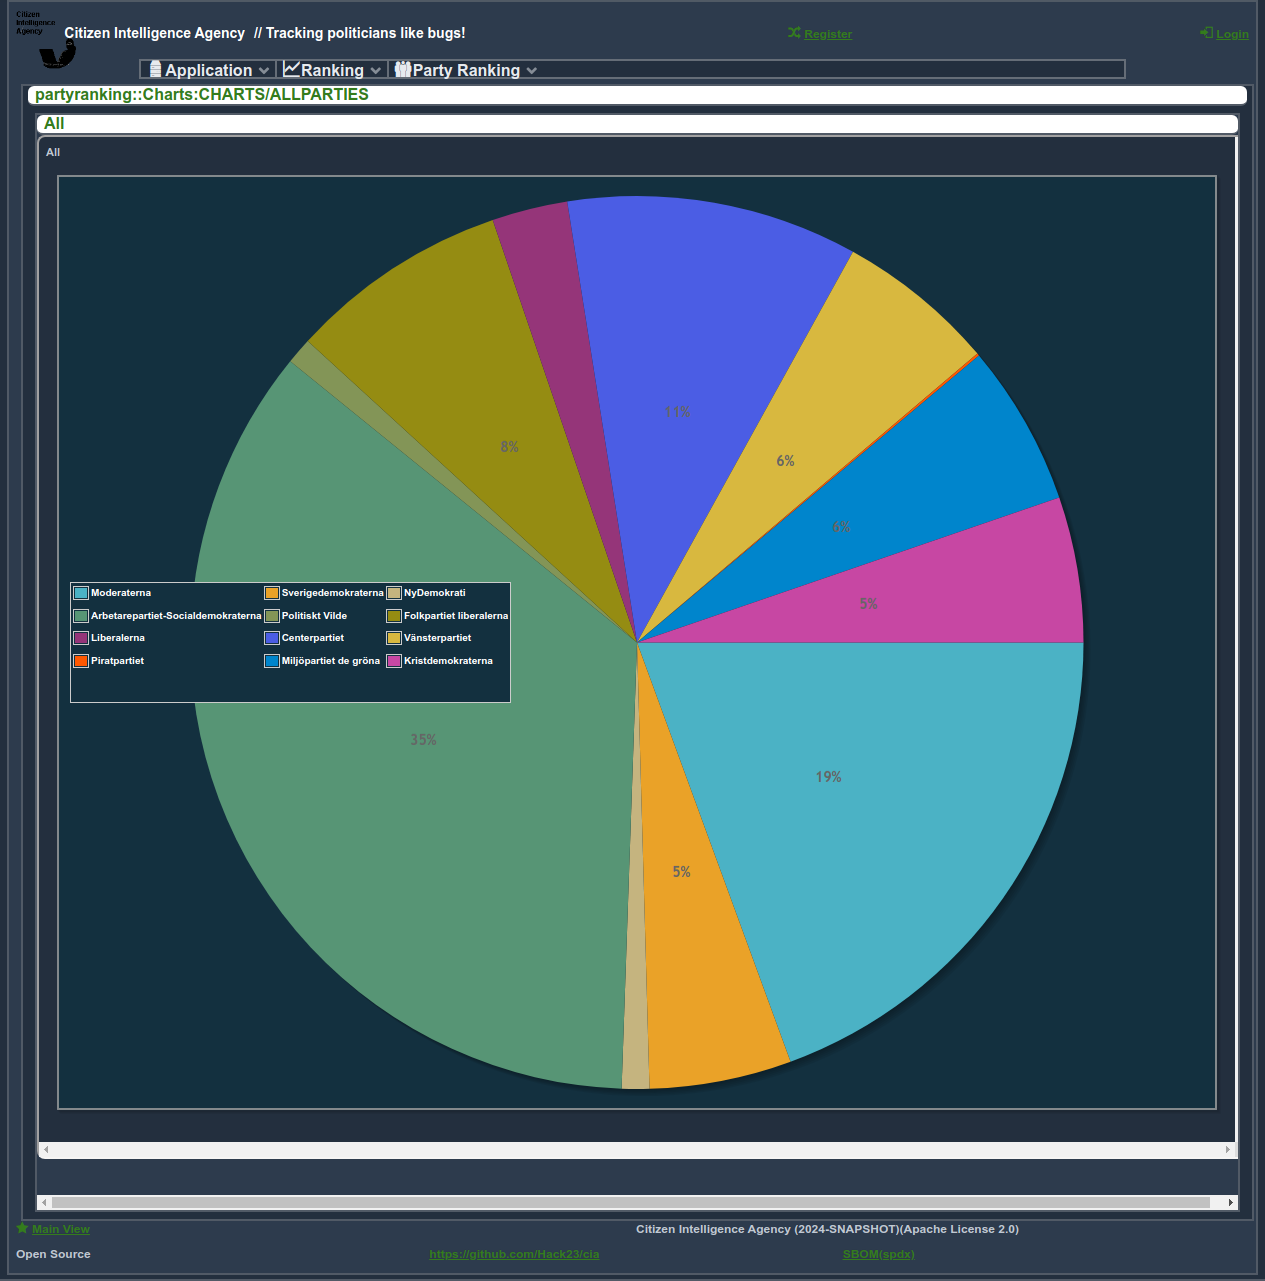 Citizen
Intelligence
Agency
Citizen Intelligence Agency // Tracking politicians like bugs!
Register
Login
Application
Ranking
Party Ranking
partyranking::Charts:CHARTS/ALLPARTIES
All
All
11%
8%
6%
6%
5%
Moderaterna
Sverigedemokraterna
NyDemokrati
Arbetarepartiet-Socialdemokraterna
Politiskt Vilde
Folkpartiet liberalerna
Liberalerna
Centerpartiet
Vänsterpartiet
Piratpartiet
Miljöpartiet de gröna
Kristdemokraterna
35%
19%
5%
Main View
Citizen Intelligence Agency (2024-SNAPSHOT)(Apache License 2.0)
Open Source
https://github.com/Hack23/cia
SBOM(spdx)